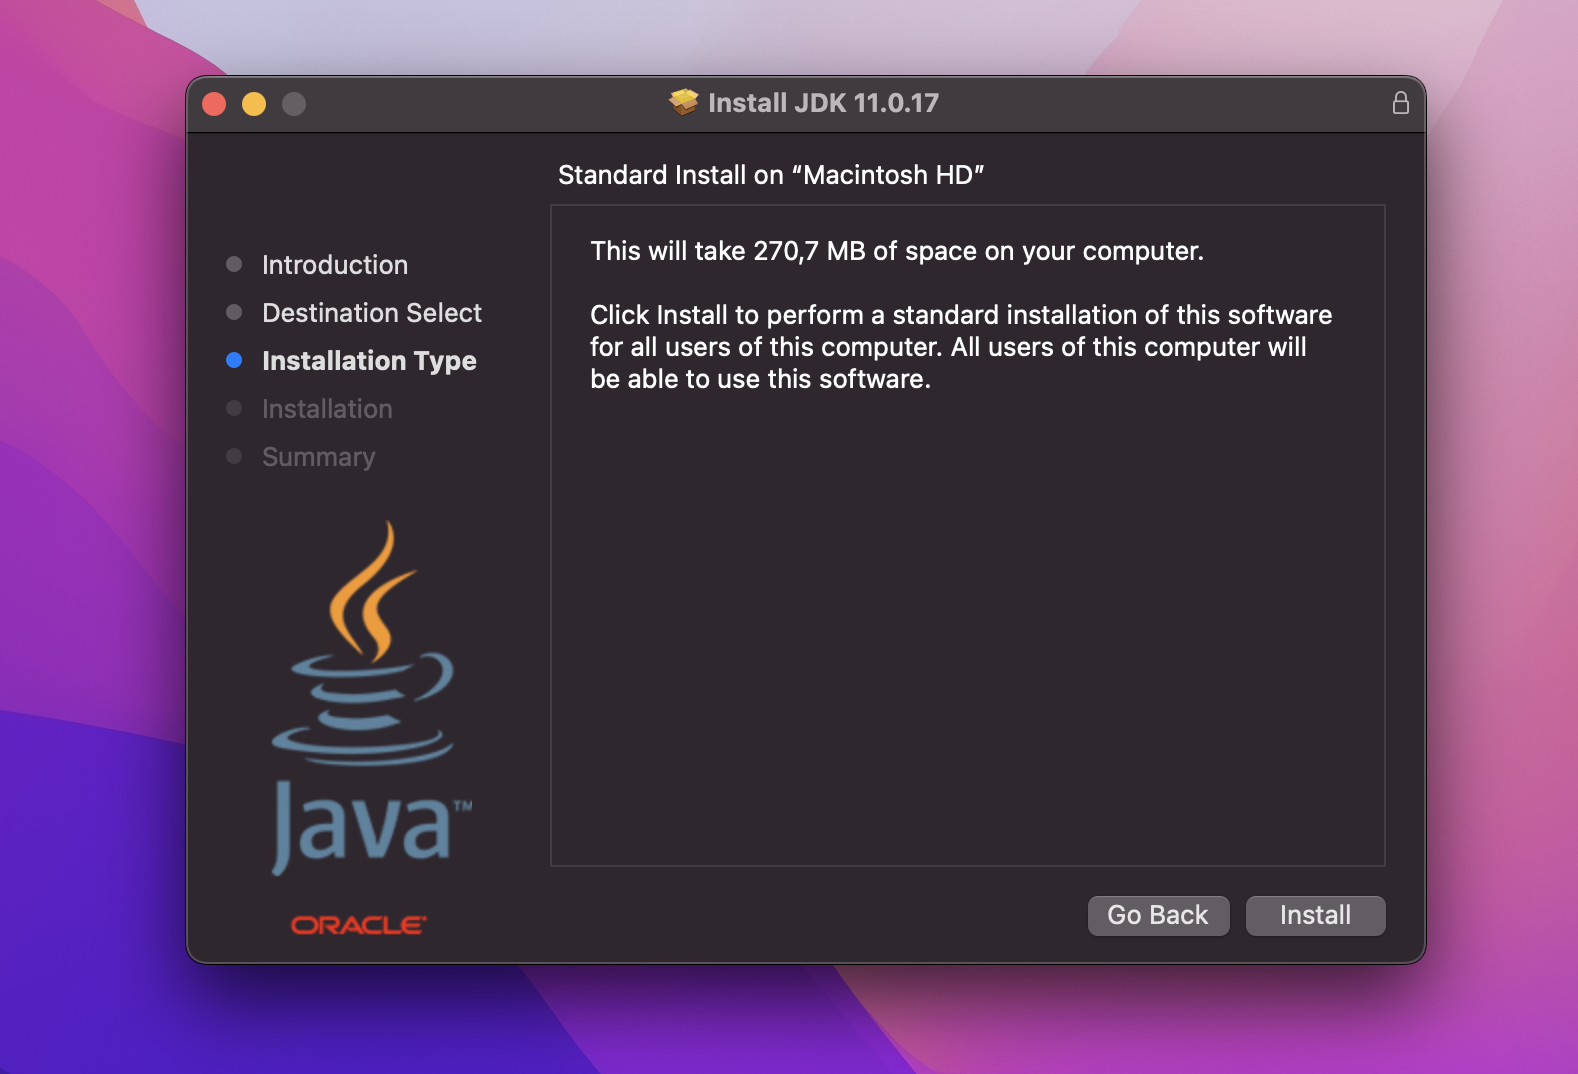 Install JDK 11.0.17
Standard Install on “Macintosh HD”
Introduction
Destination Select
Installation Type
Installation
Summary
This will take 270,7 MB of space on your computer.
Click Install to perform a standard installation of this software
for all users of this computer. All users of this computer will
be able to use this software.
Java™
ORACLE
Go Back
Install